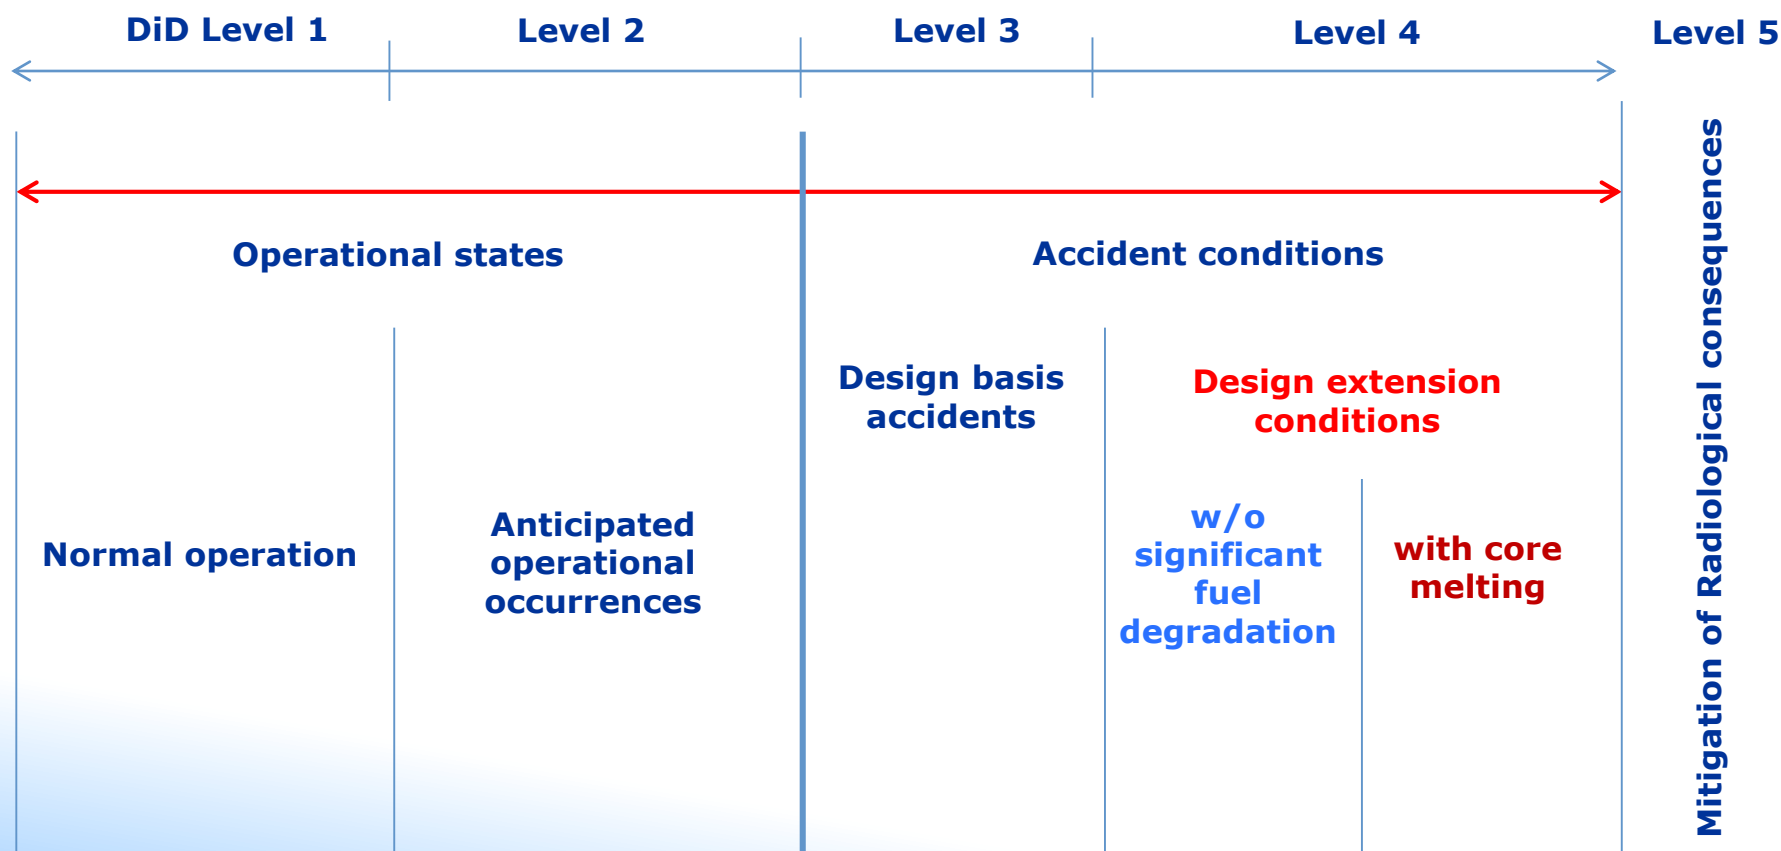 DiD Level 1
Level 2
Level 3
Level 4
Level 5
Operational states
Accident conditions
Design basis
accidents
Design extension
conditions
Normal operation
Anticipated
operational
occurrences
w/o
significant
fuel
degradation
with core
melting
Mitigation of Radiological consequences